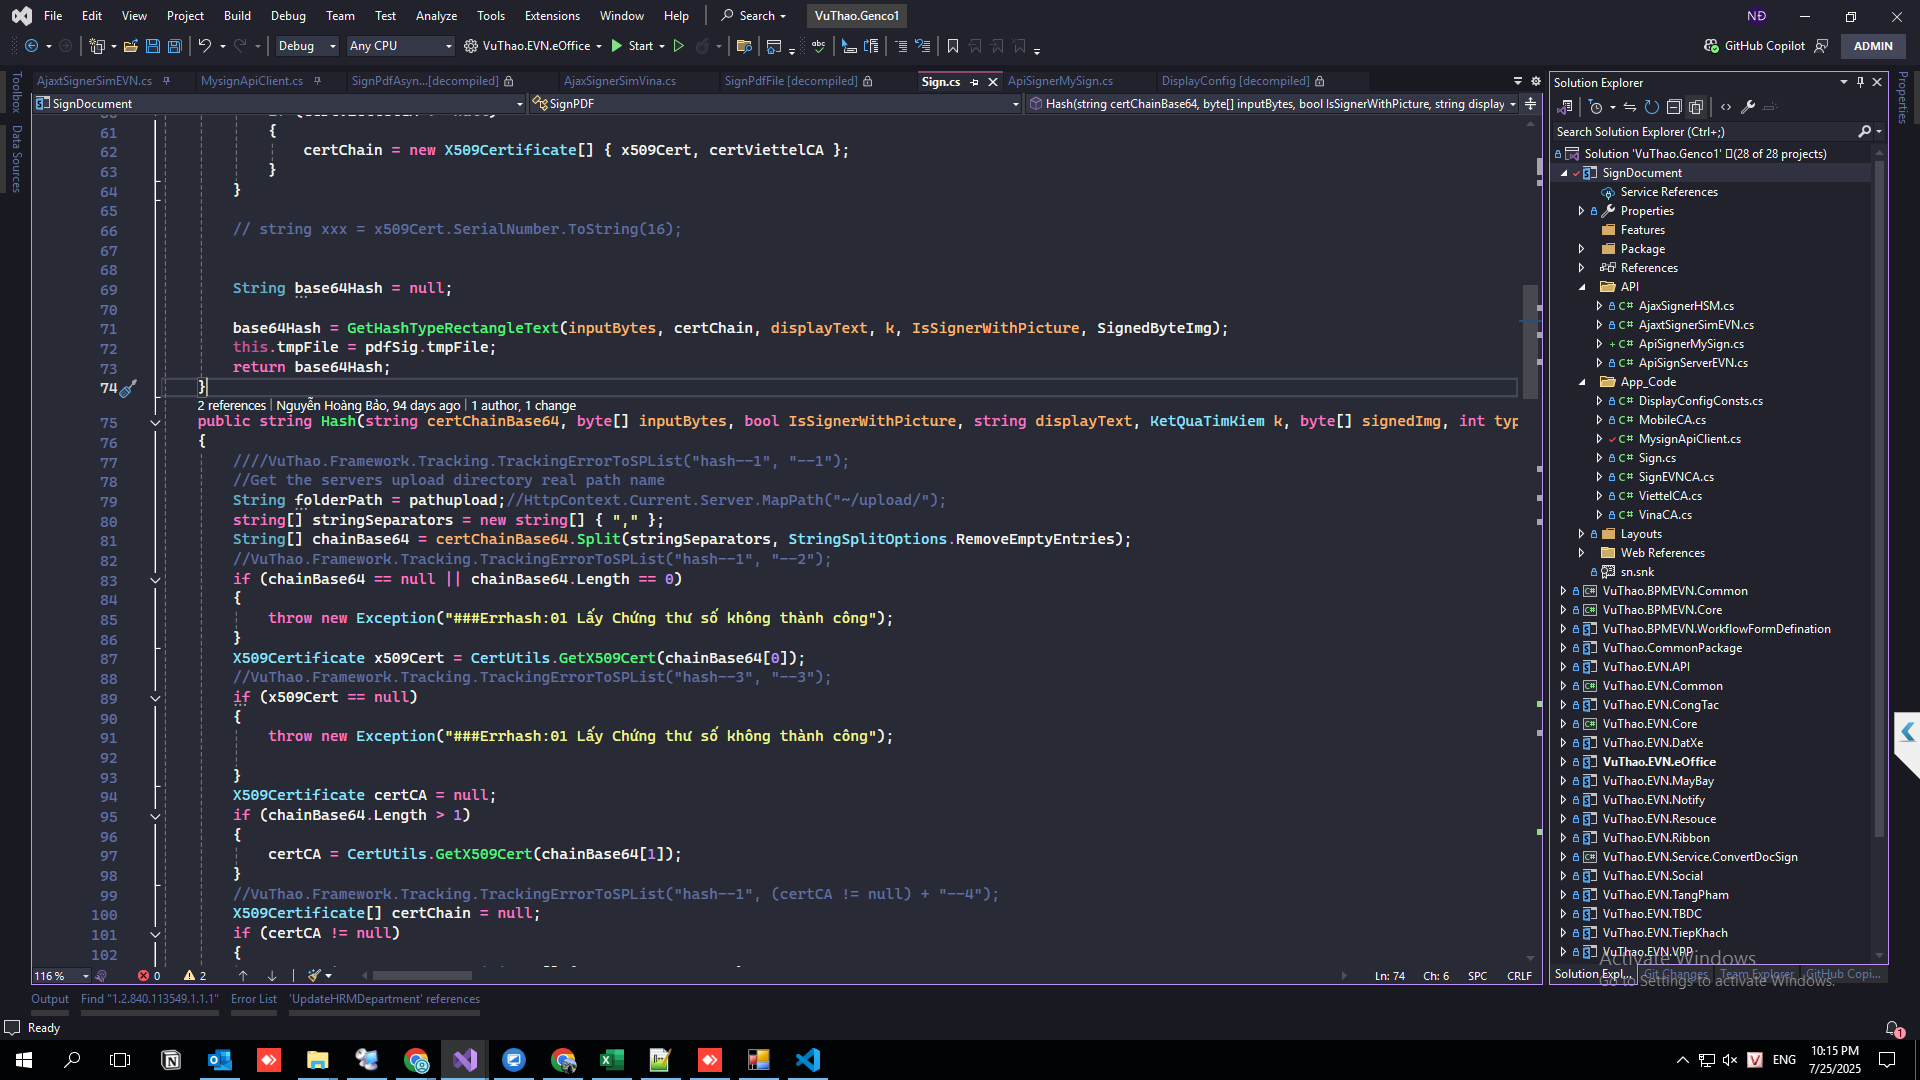 File Edit View Project Build Debug Team Test Analyze Tools Extensions Window Help Search VuThao.Genco1 NĐ
Debug Any CPU VuThao.EVN.eOffice Start GitHub Copilot ADMIN
AjaxtSignerSimEVN.cs MysignApiClient.cs SignPdfAsyn...[decompiled] AjaxSignerSimVina.cs SignPdfFile [decompiled] Sign.cs ApiSignerMySign.cs DisplayConfig [decompiled]
SignDocument SignPDF Hash(string certChainBase64, byte[] inputBytes, bool IsSignerWithPicture, string display
Toolbox
Data Sources
61 {
62 certChain = new X509Certificate[] { x509Cert, certViettelCA };
63 }
64 }
65
66 // string xxx = x509Cert.SerialNumber.ToString(16);
67
68
69 String base64Hash = null;
70
71 base64Hash = GetHashTypeRectangleText(inputBytes, certChain, displayText, k, IsSignerWithPicture, SignedByteImg);
72 this.tmpFile = pdfSig.tmpFile;
73 return base64Hash;
74 }
2 references | Nguyễn Hoàng Bảo, 94 days ago | 1 author, 1 change
75 public string Hash(string certChainBase64, byte[] inputBytes, bool IsSignerWithPicture, string displayText, KetQuaTimKiem k, byte[] signedImg, int typ
76 {
77 ////VuThao.Framework.Tracking.TrackingErrorToSPList("hash--1", "--1");
78 //Get the servers upload directory real path name
79 String folderPath = pathupload;//HttpContext.Current.Server.MapPath("~/upload/");
80 string[] stringSeparators = new string[] { "," };
81 String[] chainBase64 = certChainBase64.Split(stringSeparators, StringSplitOptions.RemoveEmptyEntries);
82 //VuThao.Framework.Tracking.TrackingErrorToSPList("hash--1", "--2");
83 if (chainBase64 == null || chainBase64.Length == 0)
84 {
85 throw new Exception("###Errhash:01 Lấy Chứng thư số không thành công");
86 }
87 X509Certificate x509Cert = CertUtils.GetX509Cert(chainBase64[0]);
88 //VuThao.Framework.Tracking.TrackingErrorToSPList("hash--3", "--3");
89 if (x509Cert == null)
90 {
91 throw new Exception("###Errhash:01 Lấy Chứng thư số không thành công");
92
93 }
94 X509Certificate certCA = null;
95 if (chainBase64.Length > 1)
96 {
97 certCA = CertUtils.GetX509Cert(chainBase64[1]);
98 }
99 //VuThao.Framework.Tracking.TrackingErrorToSPList("hash--1", (certCA != null) + "--4");
100 X509Certificate[] certChain = null;
101 if (certCA != null)
102 {
116 % 0 2 Ln: 74 Ch: 6 SPC CRLF
Output Find "1.2.840.113549.1.1.1" Error List 'UpdateHRMDepartment' references
Ready
Solution Explorer
Search Solution Explorer (Ctrl+;)
Solution 'VuThao.Genco1' (28 of 28 projects)
SignDocument
Service References
Properties
Features
Package
References
API
C# AjaxSignerHSM.cs
C# AjaxtSignerSimEVN.cs
+ C# ApiSignerMySign.cs
C# ApiSignServerEVN.cs
App_Code
C# DisplayConfigConsts.cs
C# MobileCA.cs
C# MysignApiClient.cs
C# Sign.cs
C# SignEVNCA.cs
C# ViettelCA.cs
C# VinaCA.cs
Layouts
Web References
sn.snk
VuThao.BPMEVN.Common
VuThao.BPMEVN.Core
VuThao.BPMEVN.WorkflowFormDefination
VuThao.CommonPackage
VuThao.EVN.API
VuThao.EVN.Common
VuThao.EVN.CongTac
VuThao.EVN.Core
VuThao.EVN.DatXe
VuThao.EVN.eOffice
VuThao.EVN.MayBay
VuThao.EVN.Notify
VuThao.EVN.Resouce
VuThao.EVN.Ribbon
VuThao.EVN.Service.ConvertDocSign
VuThao.EVN.Social
VuThao.EVN.TangPham
VuThao.EVN.TBDC
VuThao.EVN.TiepKhach
VuThao.EVN.VPP
Solution Expl... Git Changes Team Explorer GitHub Copi...
Activate Windows
Go to Settings to activate Windows.
Properties
1
ENG
10:15 PM
7/25/2025